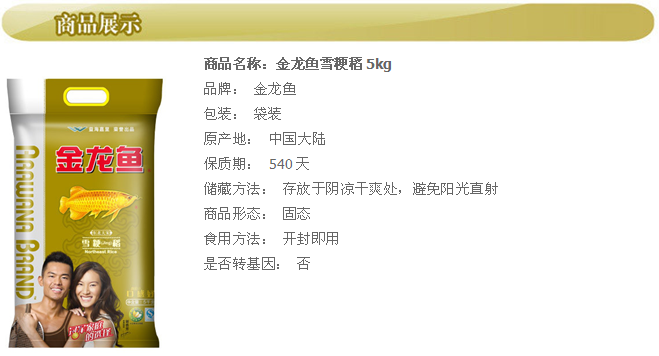 商品展示
商品名称：金龙鱼雪粳稻 5kg
品牌： 金龙鱼
包装： 袋装
原产地： 中国大陆
保质期： 540 天
储藏方法： 存放于阴凉干爽处，避免阳光直射
商品形态： 固态
食用方法： 开封即用
是否转基因： 否
金龙鱼
雪粳稻
Northeast Rice
ARAWANA BRAND
的选择